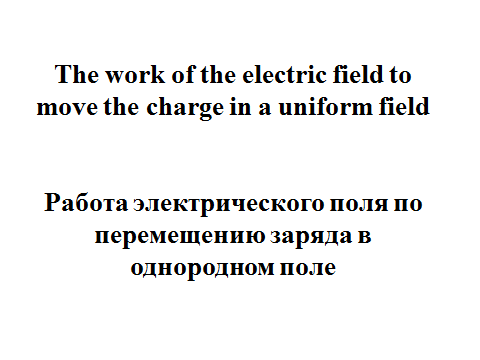 The work of the electric field to
move the charge in a uniform field
Работа электрического поля по
перемещению заряда в
однородном поле